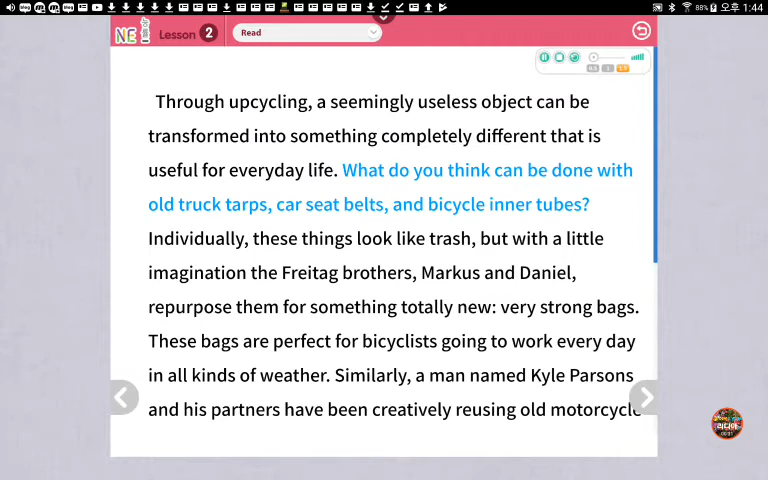 88% 오후 1:44
NE 능률 Lesson 2 Read
Through upcycling, a seemingly useless object can be
transformed into something completely different that is
useful for everyday life. What do you think can be done with
old truck tarps, car seat belts, and bicycle inner tubes?
Individually, these things look like trash, but with a little
imagination the Freitag brothers, Markus and Daniel,
repurpose them for something totally new: very strong bags.
These bags are perfect for bicyclists going to work every day
in all kinds of weather. Similarly, a man named Kyle Parsons
and his partners have been creatively reusing old motorcycle